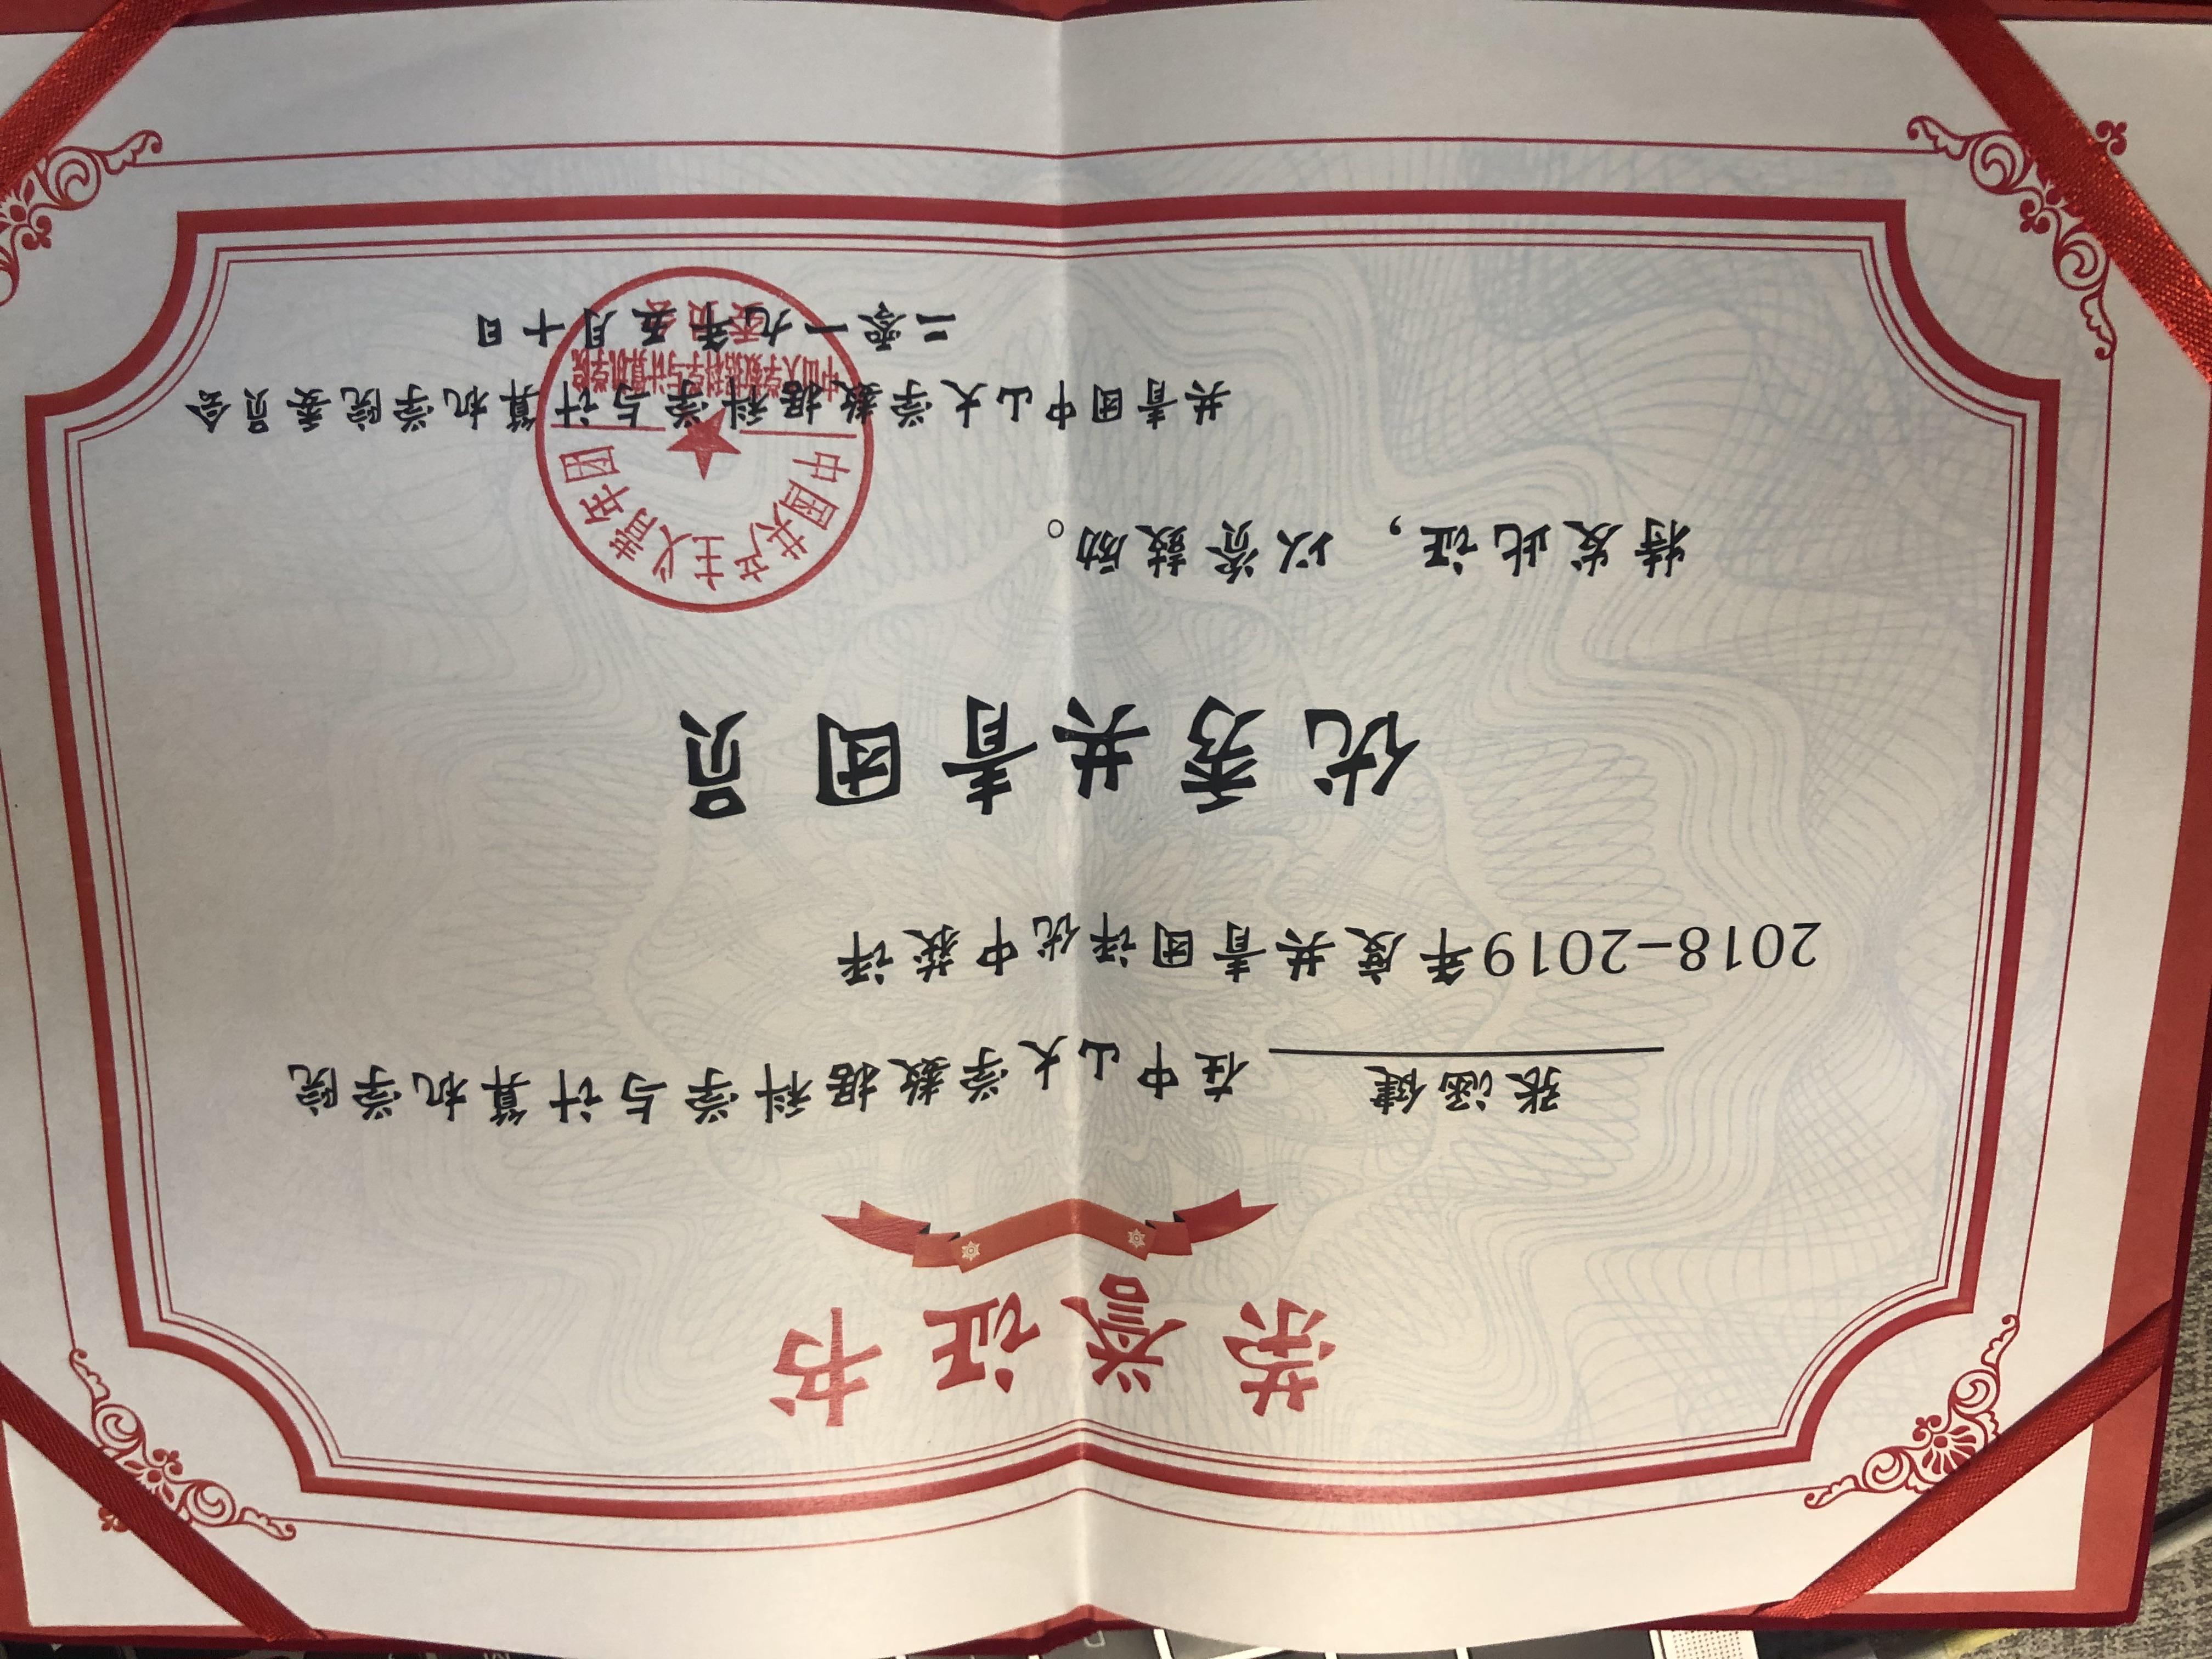 荣誉证书
张涵健 在中山大学数据科学与计算机学院
2018-2019年度共青团评优中获评
优秀共青团员
特发此证，以资鼓励。
中国共产主义青年团
共青团中山大学数据科学与计算机学院委员会
中山大学数据科学与计算机学院
二零一九年五月十日
委员会